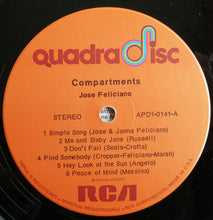 quadradisc
Compartments
Jose Feliciano
STEREO
APD1-0141-A
1 Simple Song (Jose & Janna Feliciano)
2 Me and Baby Jane (Russell)
3 Don't Fail (Seals-Crofts)
4 Find Somebody (Cropper-Feliciano-Marsh)
5 Hey Look at the Sun (Angelo)
6 Peace of Mind (Messina)
RCA